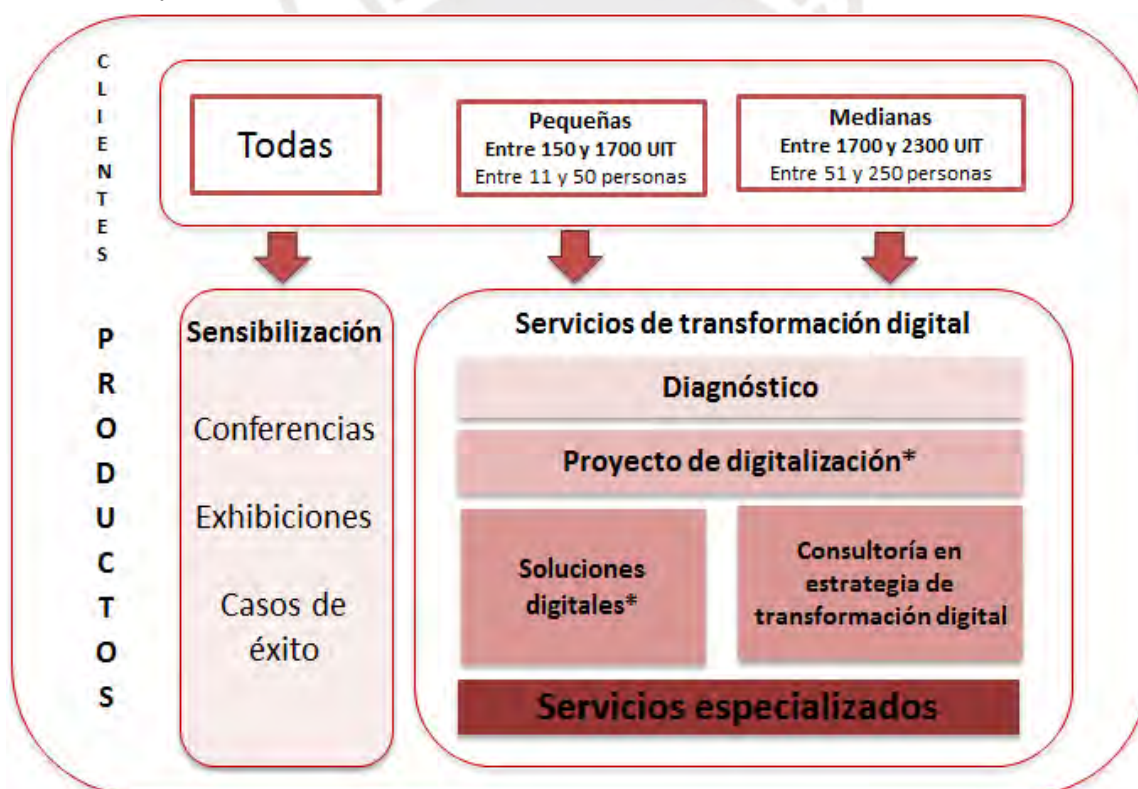 CLIENTES
Todas
Pequeñas
Entre 150 y 1700 UIT
Entre 11 y 50 personas
Medianas
Entre 1700 y 2300 UIT
Entre 51 y 250 personas
PRODUCTOS
Sensibilización
Conferencias
Exhibiciones
Casos de
éxito
Servicios de transformación digital
Diagnóstico
Proyecto de digitalización*
Soluciones
digitales*
Consultoría en
estrategia de
transformación digital
Servicios especializados